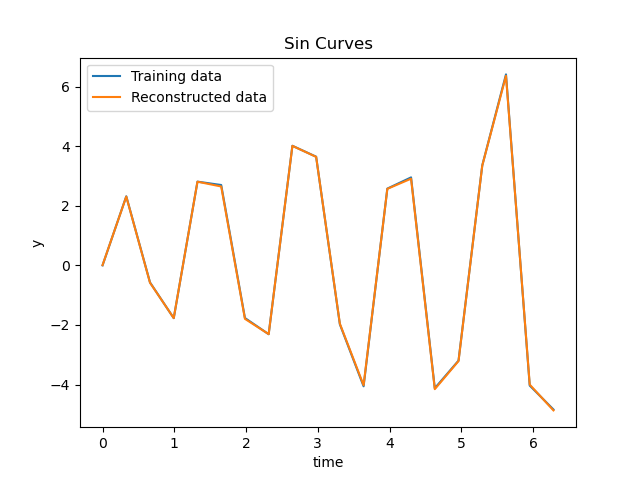 Sin Curves
Training data
Reconstructed data
6
4
2
0
−2
−4
y
0 1 2 3 4 5 6
time